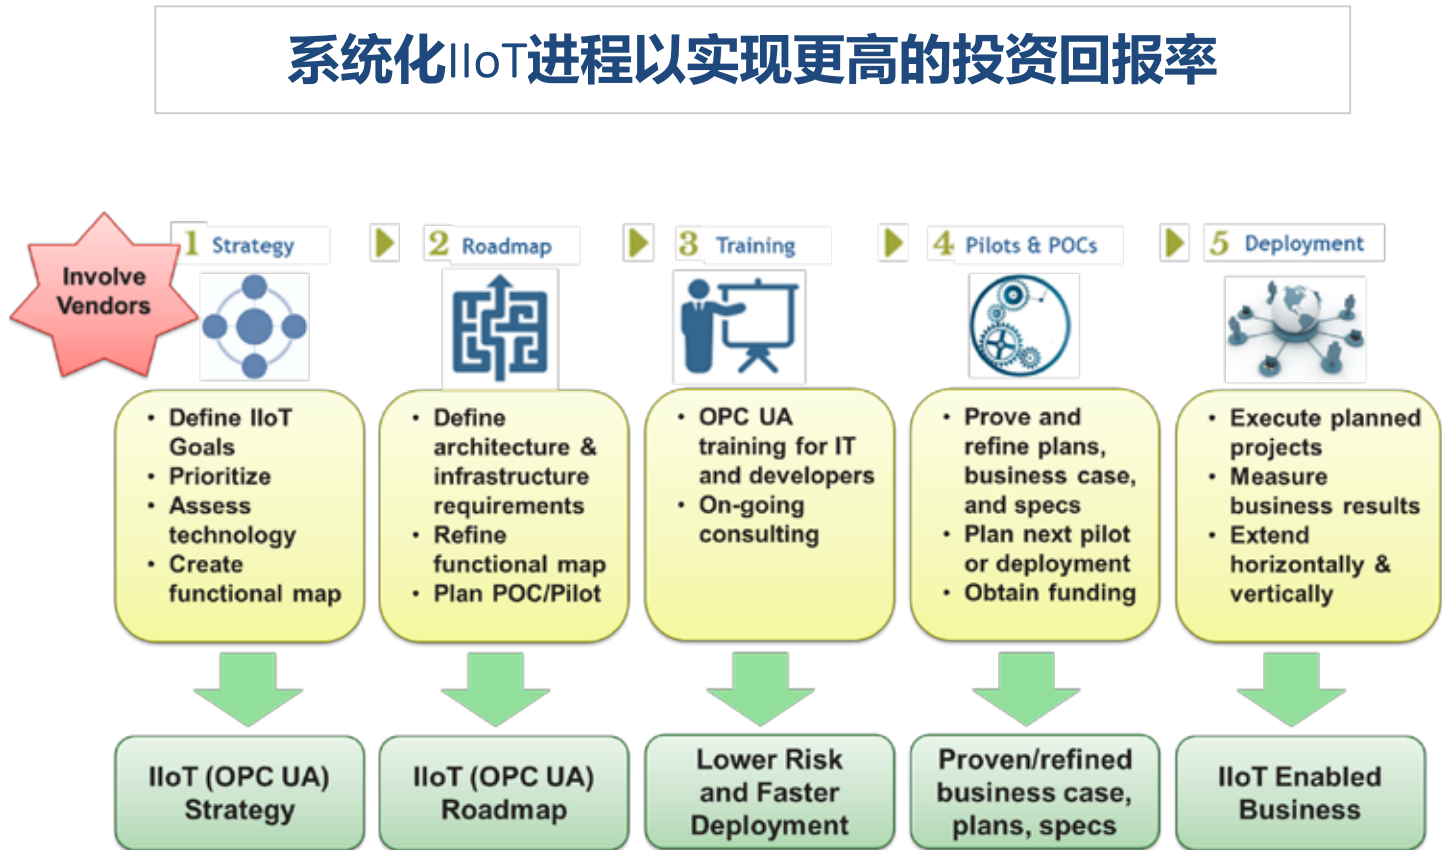 系统化IIoT进程以实现更高的投资回报率
Involve
Vendors
1 Strategy
2 Roadmap
3 Training
4 Pilots & POCs
5 Deployment
• Define IIoT
Goals
• Prioritize
• Assess
technology
• Create
functional map
• Define
architecture &
infrastructure
requirements
• Refine
functional map
• Plan POC/Pilot
• OPC UA
training for IT
and developers
• On-going
consulting
• Prove and
refine plans,
business case,
and specs
• Plan next pilot
or deployment
• Obtain funding
• Execute planned
projects
• Measure
business results
• Extend
horizontally &
vertically
IIoT (OPC UA)
Strategy
IIoT (OPC UA)
Roadmap
Lower Risk
and Faster
Deployment
Proven/refined
business case,
plans, specs
IIoT Enabled
Business